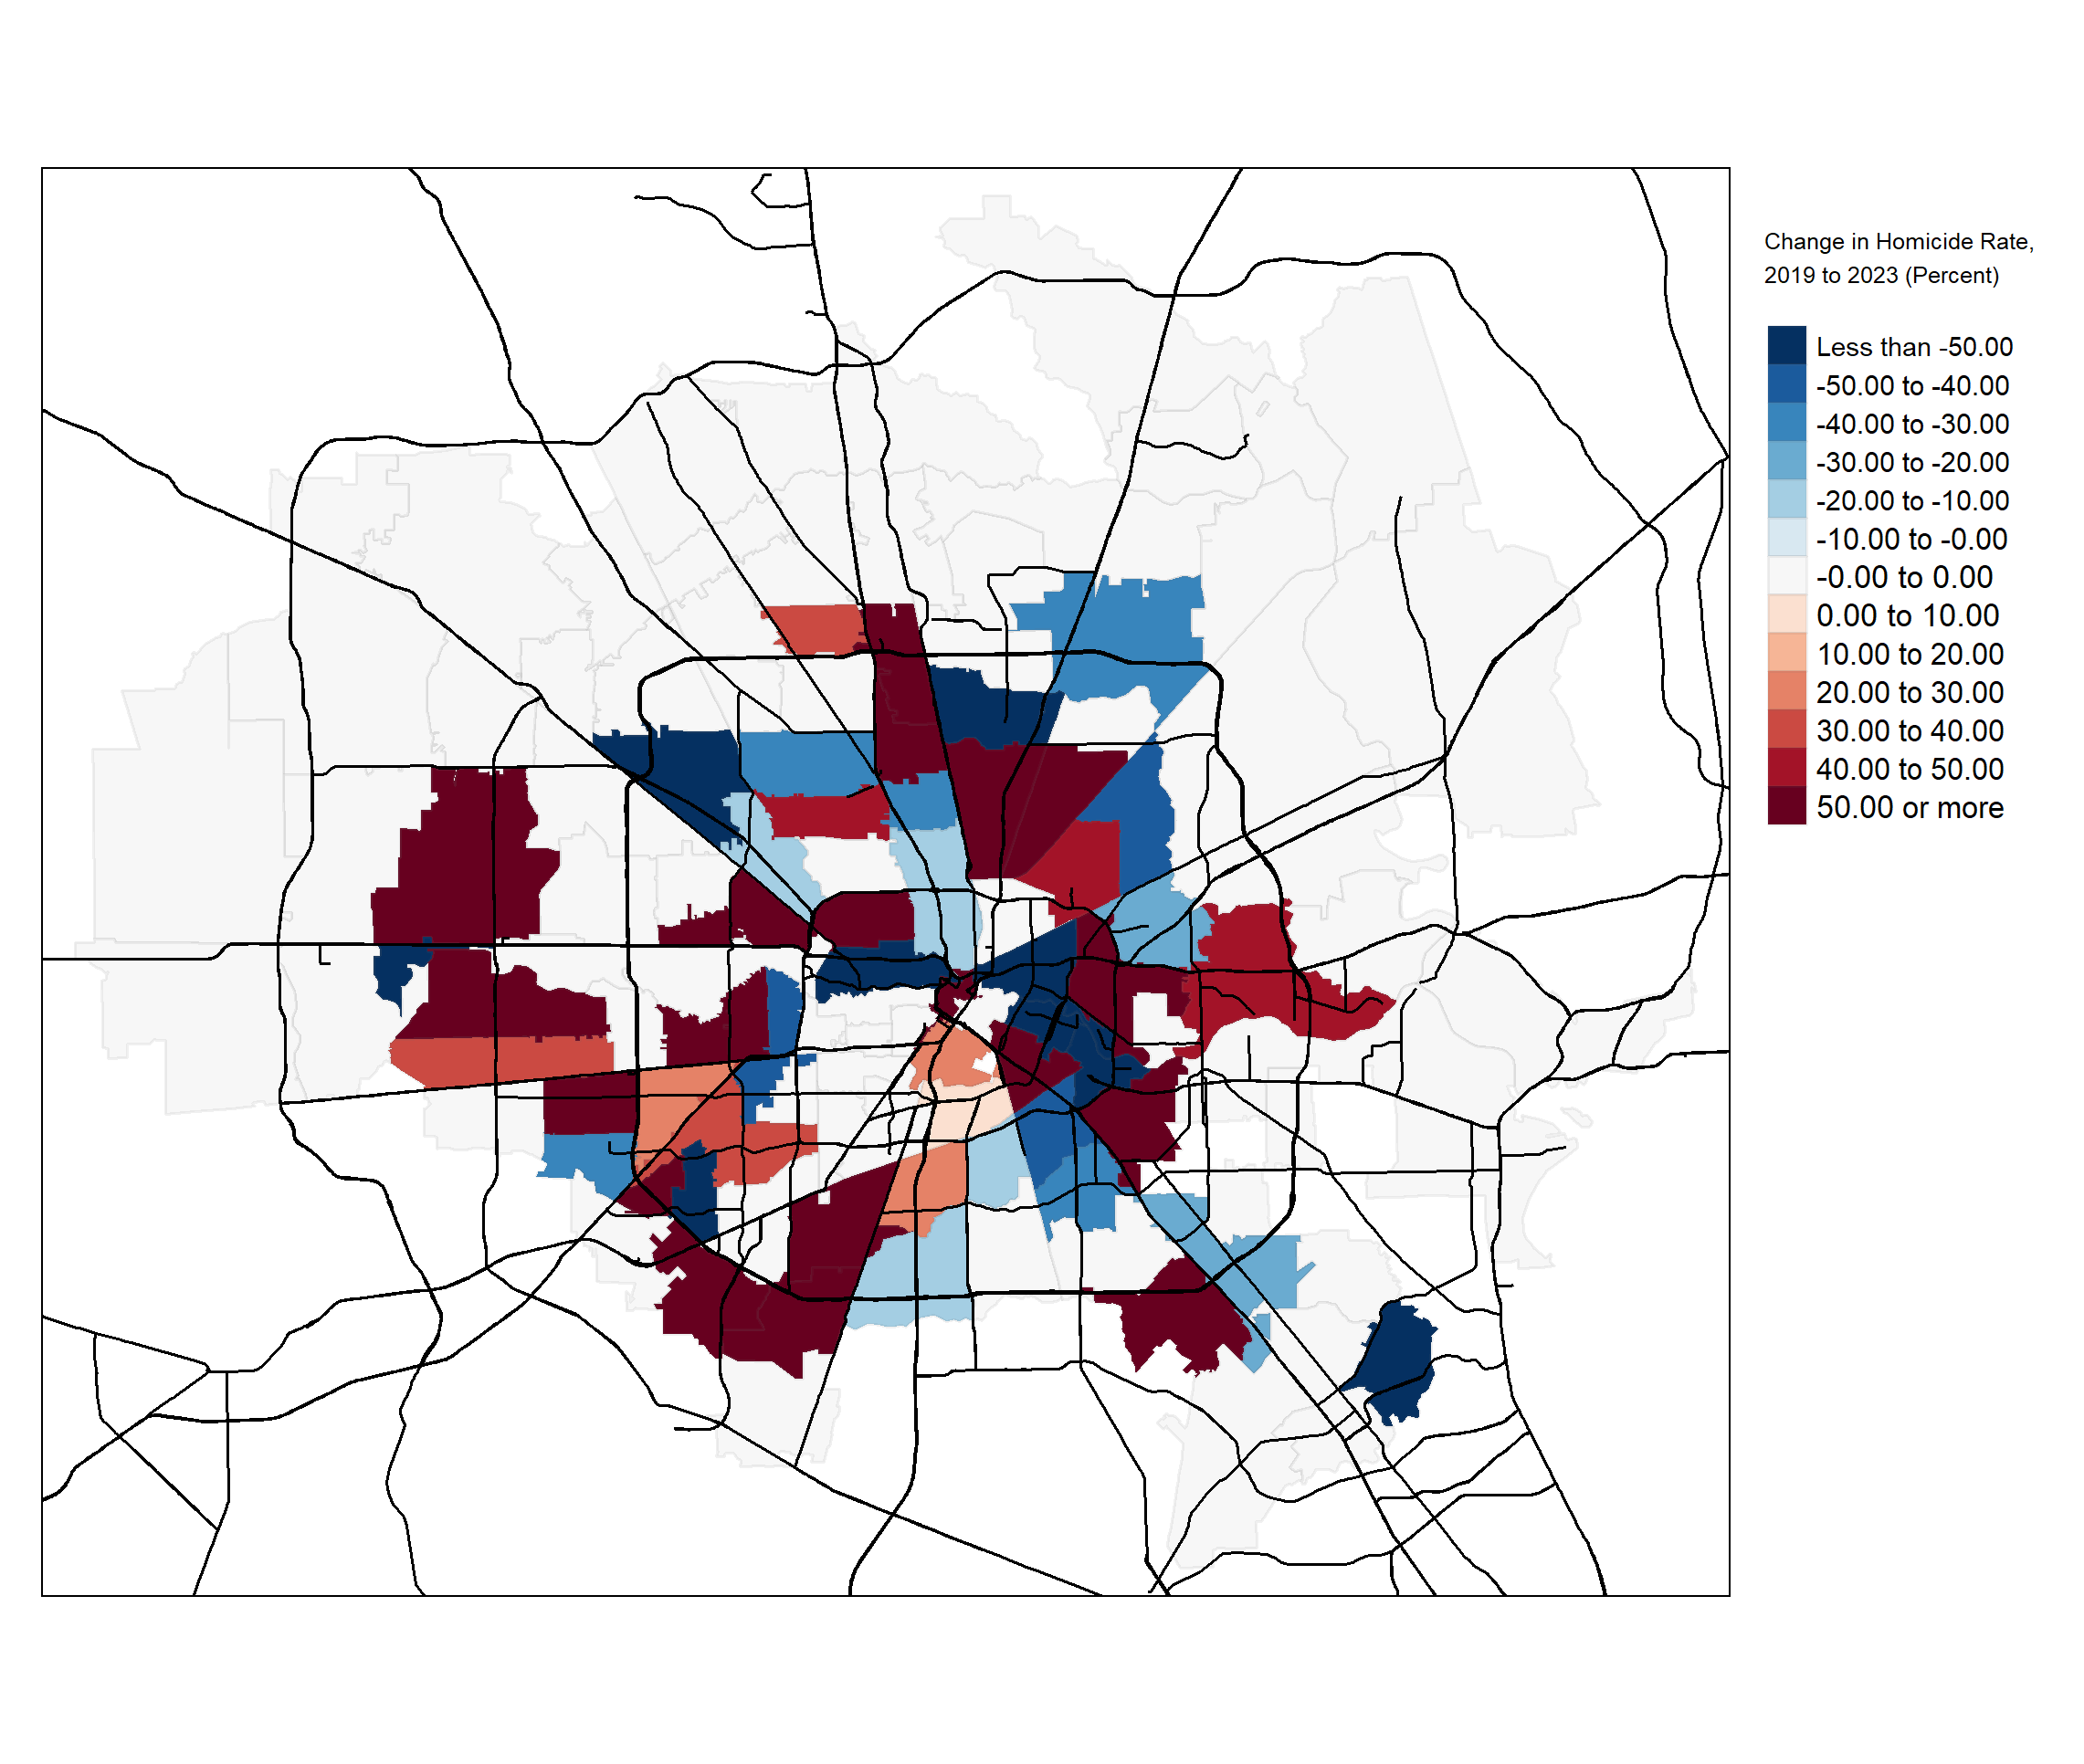 Change in Homicide Rate,
2019 to 2023 (Percent)
Less than -50.00
-50.00 to -40.00
-40.00 to -30.00
-30.00 to -20.00
-20.00 to -10.00
-10.00 to -0.00
-0.00 to 0.00
0.00 to 10.00
10.00 to 20.00
20.00 to 30.00
30.00 to 40.00
40.00 to 50.00
50.00 or more